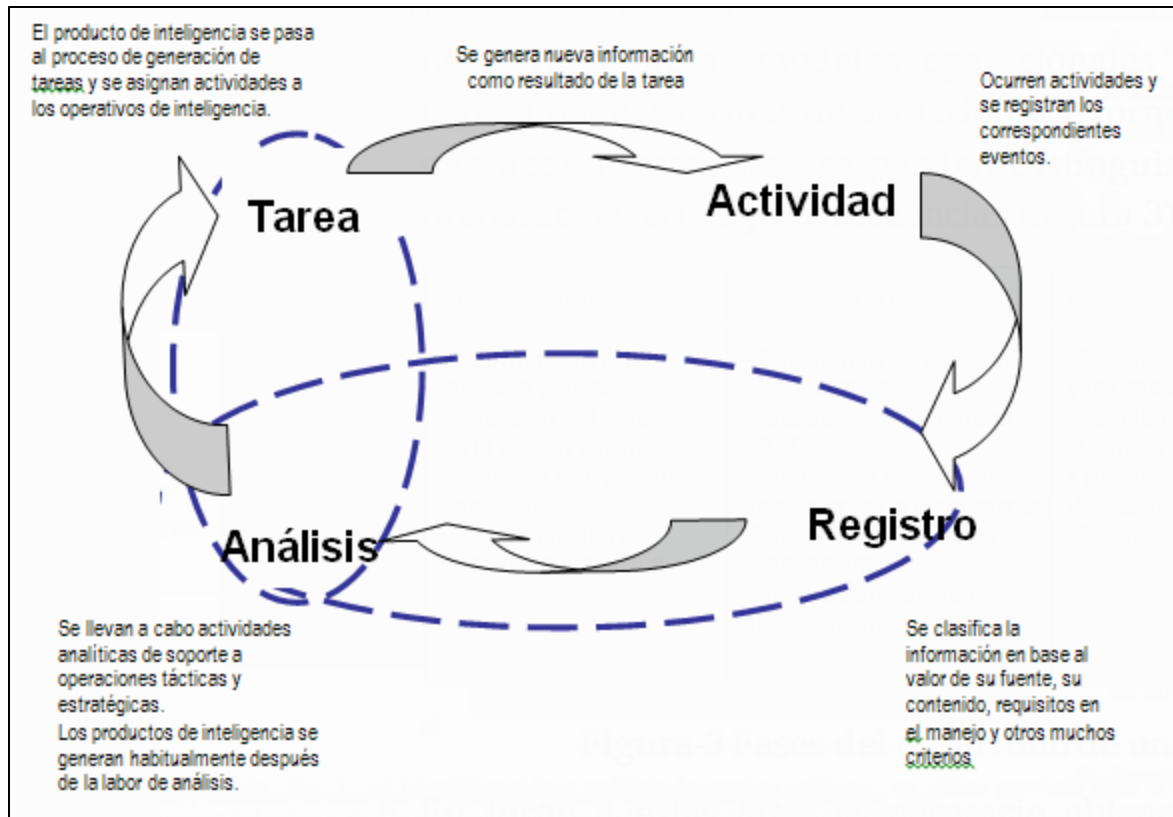 El producto de inteligencia se pasa
al proceso de generación de
tareas y se asignan actividades a
los operativos de inteligencia.
Se genera nueva información
como resultado de la tarea
Ocurren actividades y
se registran los
correspondientes
eventos.
Tarea
Actividad
Análisis
Registro
Se llevan a cabo actividades
analíticas de soporte a
operaciones tácticas y
estratégicas.
Los productos de inteligencia se
generan habitualmente después
de la labor de análisis.
Se clasifica la
información en base al
valor de su fuente, su
contenido, requisitos en
el manejo y otros muchos
criterios